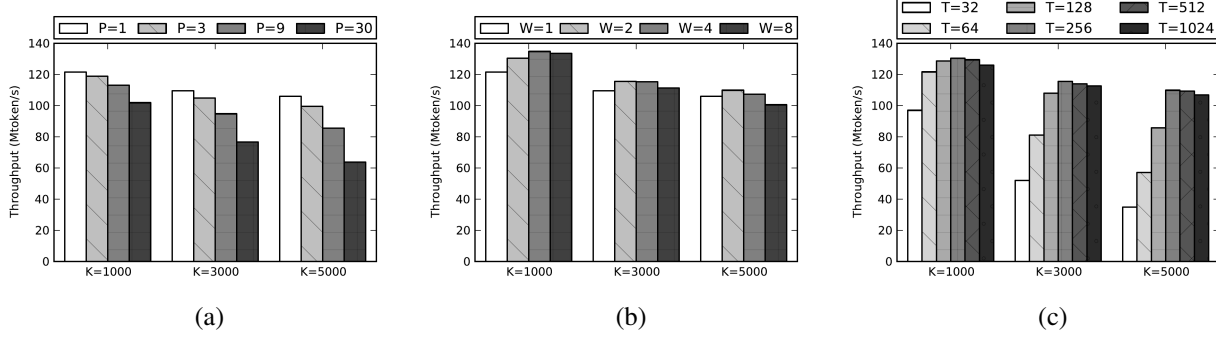 P=1 P=3 P=9 P=30
140
120
100
80
60
40
20
0
Throughput (Mtoken/s)
K=1000 K=3000 K=5000
(a)
W=1 W=2 W=4 W=8
140
120
100
80
60
40
20
0
Throughput (Mtoken/s)
K=1000 K=3000 K=5000
(b)
T=32 T=128 T=512
T=64 T=256 T=1024
140
120
100
80
60
40
20
0
Throughput (Mtoken/s)
K=1000 K=3000 K=5000
(c)